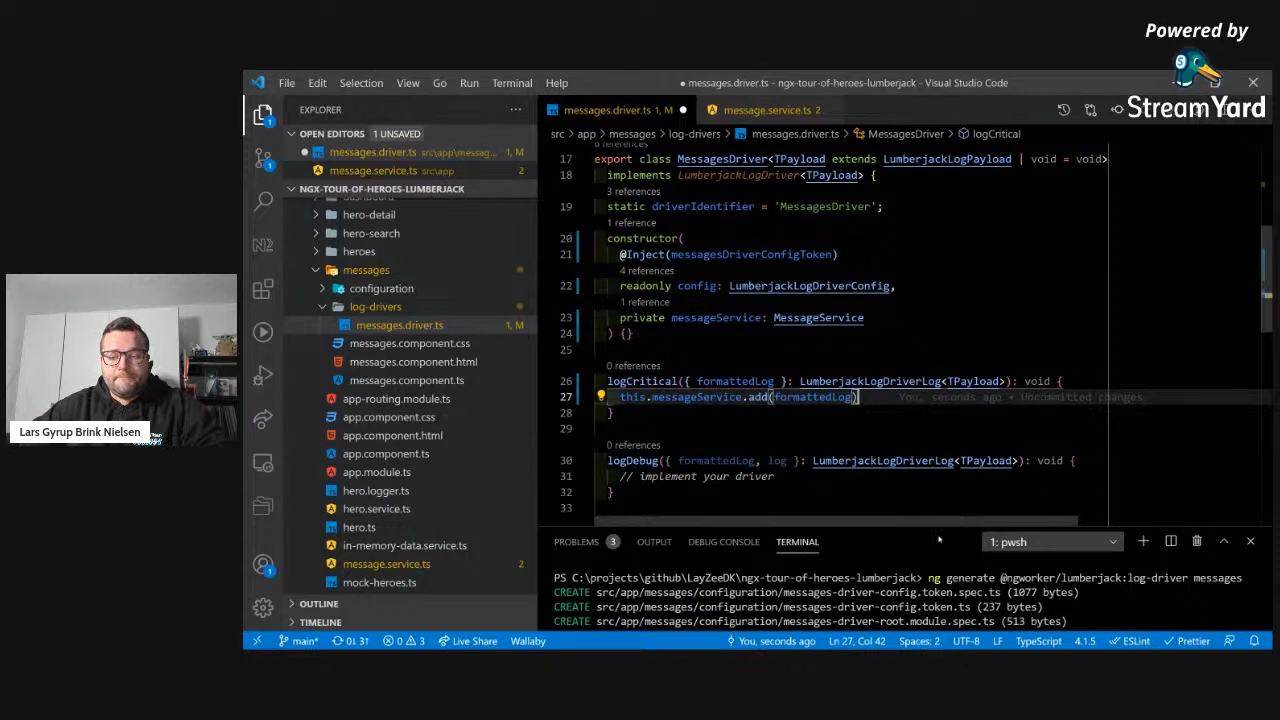 Powered by
StreamYard
File Edit Selection View Go Run Terminal Help
● messages.driver.ts - ngx-tour-of-heroes-lumberjack - Visual Studio Code
EXPLORER
messages.driver.ts 1, M
message.service.ts 2
OPEN EDITORS 1 UNSAVED
src > app > messages > log-drivers > messages.driver.ts > MessagesDriver > logCritical
messages.driver.ts src\app\messag... 1, M
message.service.ts src\app 2
NGX-TOUR-OF-HEROES-LUMBERJACK
hero-detail
hero-search
heroes
messages
configuration
log-drivers
messages.driver.ts 1, M
messages.component.css
messages.component.html
messages.component.ts
app-routing.module.ts
app.component.css
app.component.html
app.component.ts
app.module.ts
hero.logger.ts
hero.service.ts
hero.ts
in-memory-data.service.ts
message.service.ts 2
mock-heroes.ts
OUTLINE
TIMELINE
17 export class MessagesDriver<TPayload extends LumberjackLogPayload | void = void>
18 implements LumberjackLogDriver<TPayload> {
3 references
19 static driverIdentifier = 'MessagesDriver';
1 reference
20 constructor(
21 @Inject(messagesDriverConfigToken)
4 references
22 readonly config: LumberjackLogDriverConfig,
1 reference
23 private messageService: MessageService
24 ) {}
25
0 references
26 logCritical({ formattedLog }: LumberjackLogDriverLog<TPayload>): void {
27 this.messageService.add(formattedLog) You, seconds ago • Uncommitted changes
28 }
29
0 references
30 logDebug({ formattedLog, log }: LumberjackLogDriverLog<TPayload>): void {
31 // implement your driver
32 }
33
PROBLEMS 3 OUTPUT DEBUG CONSOLE TERMINAL 1: pwsh
PS C:\projects\github\LayZeeDK\ngx-tour-of-heroes-lumberjack> ng generate @ngworker/lumberjack:log-driver messages
CREATE src/app/messages/configuration/messages-driver-config.token.spec.ts (1077 bytes)
CREATE src/app/messages/configuration/messages-driver-config.token.ts (237 bytes)
CREATE src/app/messages/configuration/messages-driver-root.module.spec.ts (513 bytes)
main* 0↓ 3↑ 0 3 Live Share Wallaby You, seconds ago Ln 27, Col 42 Spaces: 2 UTF-8 LF TypeScript 4.1.5 ESLint Prettier
Lars Gyrup Brink Nielsen